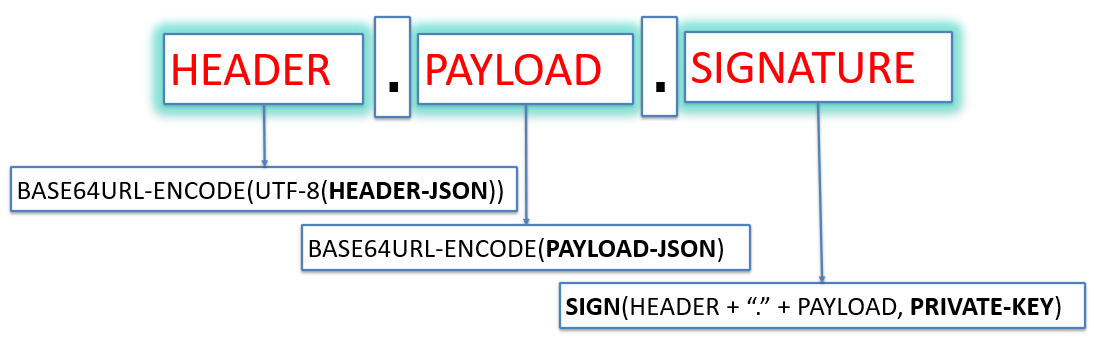 HEADER . PAYLOAD . SIGNATURE
BASE64URL-ENCODE(UTF-8(HEADER-JSON))
BASE64URL-ENCODE(PAYLOAD-JSON)
SIGN(HEADER + “.” + PAYLOAD, PRIVATE-KEY)